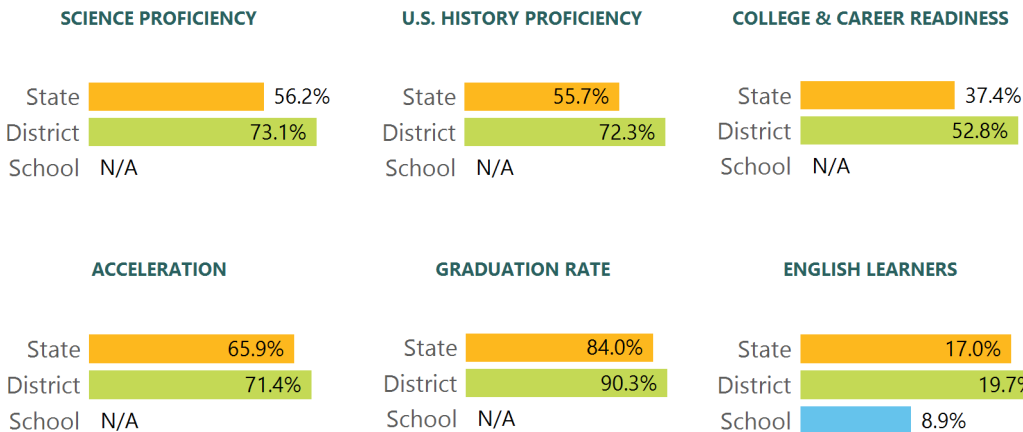 SCIENCE PROFICIENCY
State 56.2%
District 73.1%
School N/A
U.S. HISTORY PROFICIENCY
State 55.7%
District 72.3%
School N/A
COLLEGE & CAREER READINESS
State 37.4%
District 52.8%
School N/A
ACCELERATION
State 65.9%
District 71.4%
School N/A
GRADUATION RATE
State 84.0%
District 90.3%
School N/A
ENGLISH LEARNERS
State 17.0%
District 19.7%
School 8.9%